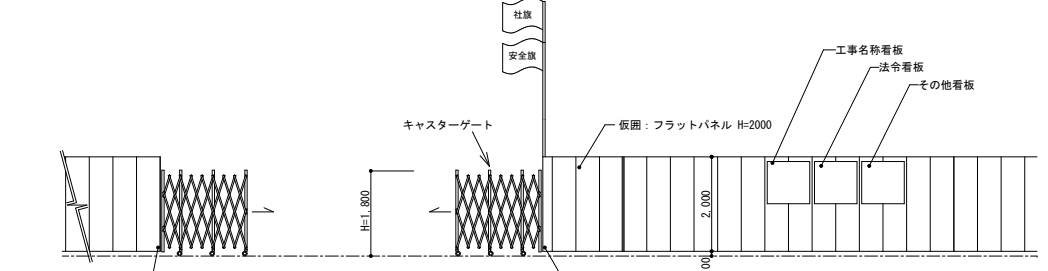 社旗
安全旗
工事名称看板
法令看板
その他看板
キャスターゲート
仮囲：フラットパネル H=2000
H=1,800
2,000